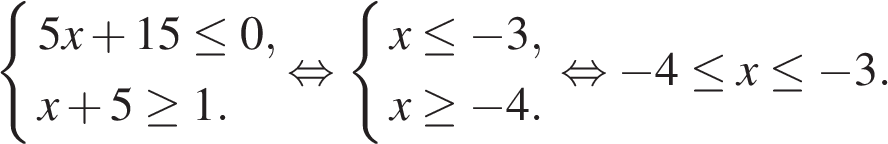 { 5x + 15 ≤ 0, x + 5 ≥ 1. ⇔ { x ≤ −3, x ≥ −4. ⇔ −4 ≤ x ≤ −3.